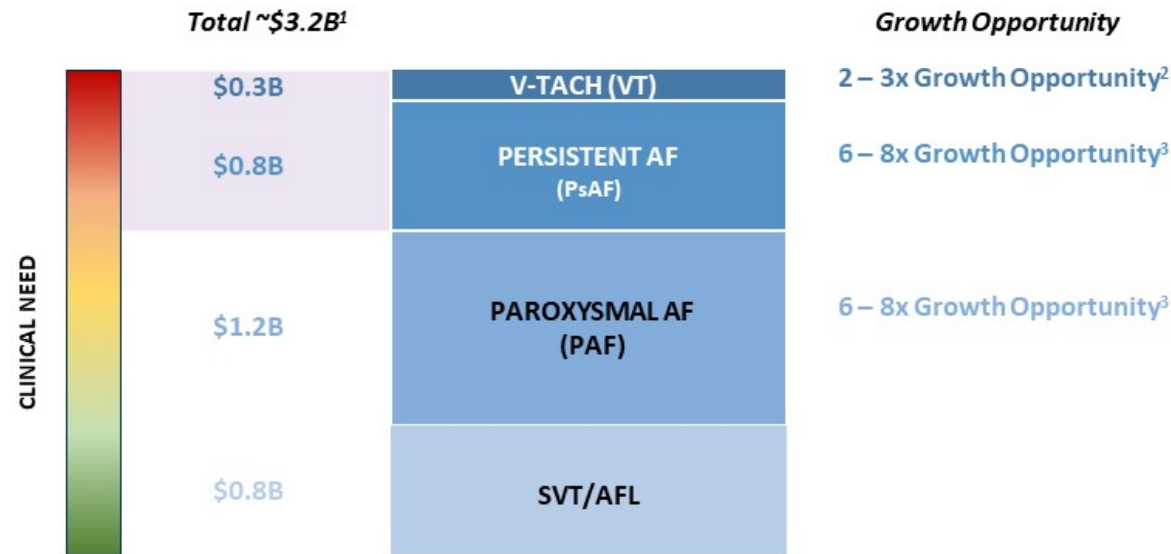 Total ~$3.2B¹
Growth Opportunity
$0.3B
V-TACH (VT)
2 – 3x Growth Opportunity²
$0.8B
PERSISTENT AF
(PsAF)
6 – 8x Growth Opportunity³
CLINICAL NEED
$1.2B
PAROXYSMAL AF
(PAF)
6 – 8x Growth Opportunity³
$0.8B
SVT/AFL